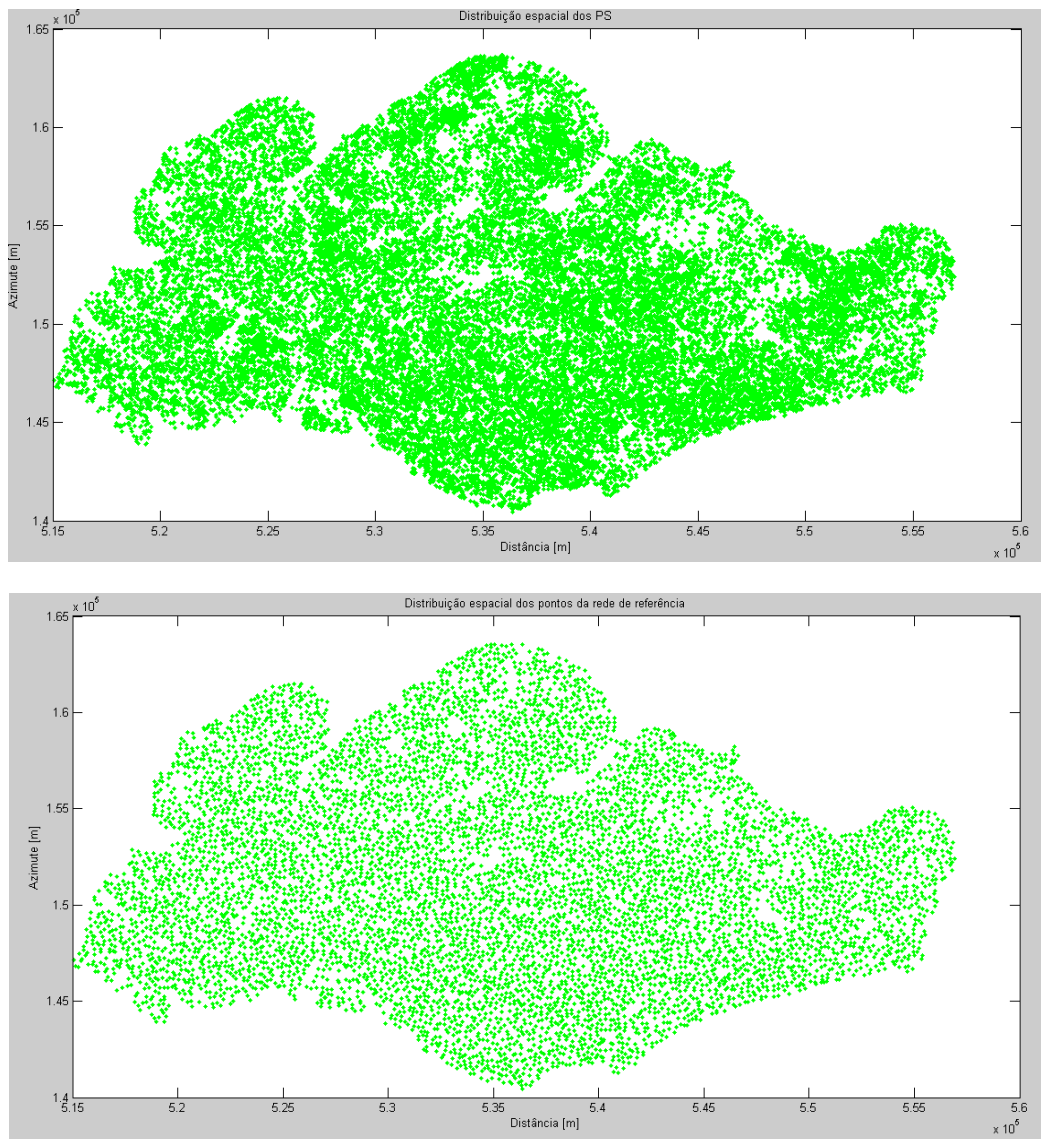 Distribuição espacial dos PS
x 10^5
1.65
1.6
1.55
1.5
1.45
1.4
Azimute [m]
5.15 5.2 5.25 5.3 5.35 5.4 5.45 5.5 5.55 5.6
Distância [m]
x 10^5
Distribuição espacial dos pontos da rede de referência
x 10^5
1.65
1.6
1.55
1.5
1.45
1.4
Azimute [m]
5.15 5.2 5.25 5.3 5.35 5.4 5.45 5.5 5.55 5.6
Distância [m]
x 10^5